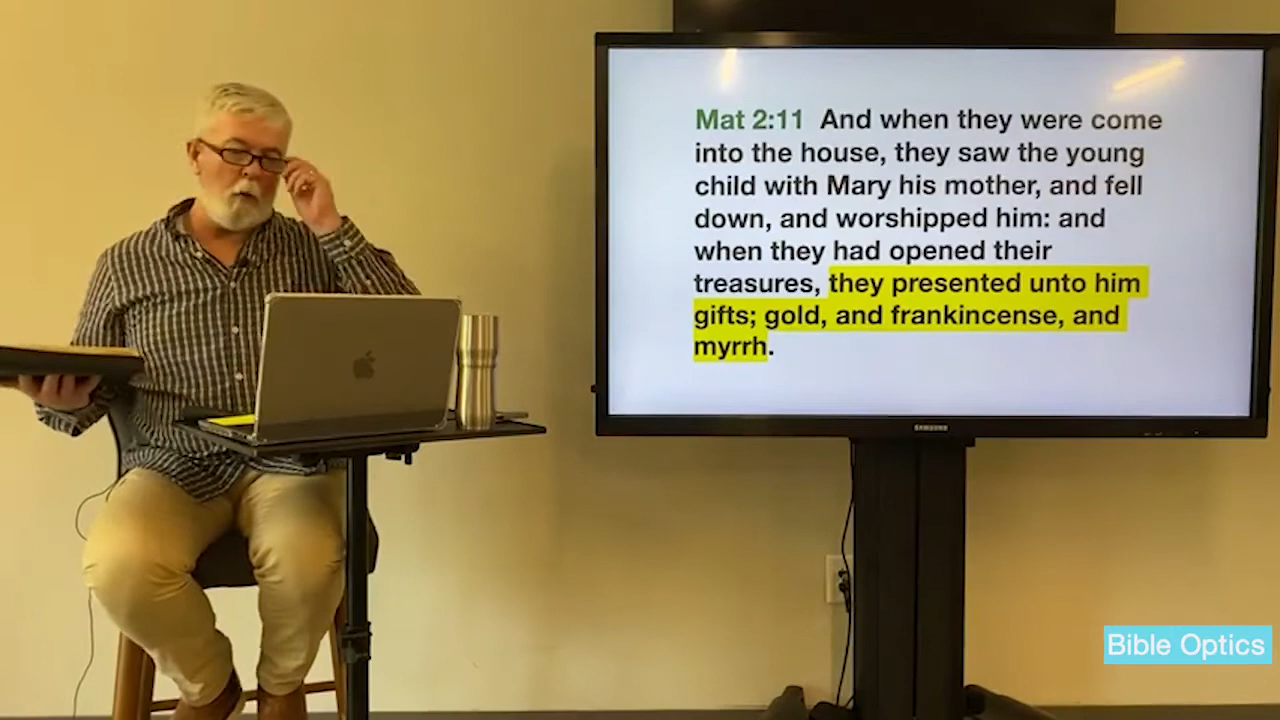 Mat 2:11 And when they were come
into the house, they saw the young
child with Mary his mother, and fell
down, and worshipped him: and
when they had opened their
treasures, they presented unto him
gifts; gold, and frankincense, and
myrrh.
SAMSUNG
Bible Optics